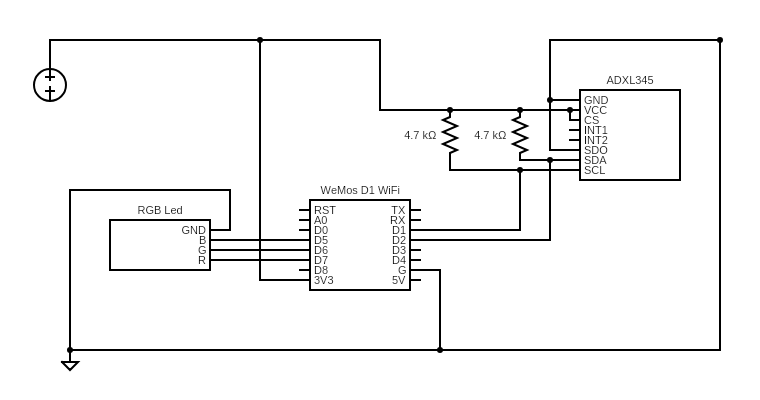 ADXL345
GND
VCC
CS
INT1
INT2
SDO
SDA
SCL
4.7 kΩ
4.7 kΩ
WeMos D1 WiFi
RST
A0
D0
D5
D6
D7
D8
3V3
TX
RX
D1
D2
D3
D4
G
5V
RGB Led
GND
B
G
R